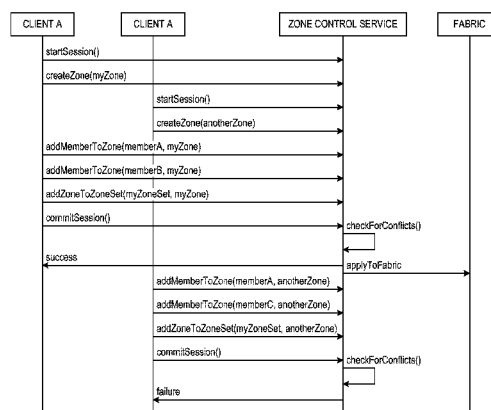 CLIENT A
CLIENT A
ZONE CONTROL SERVICE
FABRIC
startSession()
createZone(myZone)
startSession()
createZone(anotherZone)
addMemberToZone(memberA, myZone)
addMemberToZone(memberB, myZone)
addZoneToZoneSet(myZoneSet, myZone)
commitSession()
checkForConflicts()
success
applyToFabric
addMemberToZone(memberA, anotherZone)
addMemberToZone(memberC, anotherZone)
addZoneToZoneSet(myZoneSet, anotherZone)
commitSession()
checkForConflicts()
failure